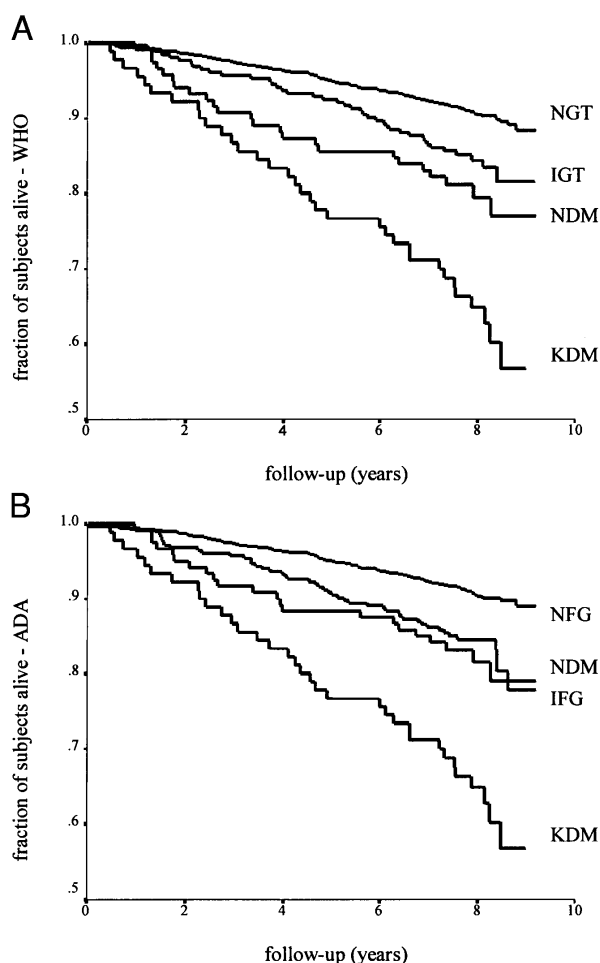 A
fraction of subjects alive - WHO
1.0
.9
.8
.7
.6
.5
NGT
IGT
NDM
KDM
0 2 4 6 8 10
follow-up (years)
B
fraction of subjects alive - ADA
1.0
.9
.8
.7
.6
.5
NFG
NDM
IFG
KDM
0 2 4 6 8 10
follow-up (years)